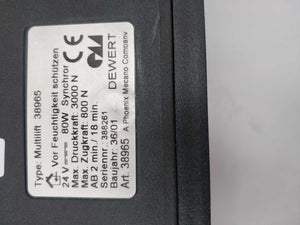 Type: Multilift 38965
Vor Feuchtigkeit schützen
24 V 80W Synchron
Max. Druckkraft: 3000 N
Max. Zugkraft: 800 N
AB 2 min / 18 min.
Seriennr. 388261
Baujahr: 36/01
Art. 38965
CE
DEWERT
A Phoenix Mecano Company